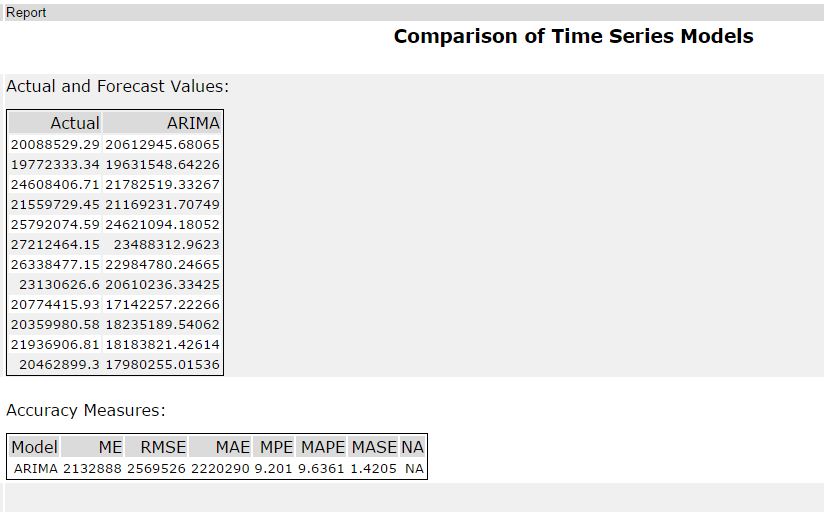 Report
Comparison of Time Series Models
Actual and Forecast Values:
Actual ARIMA
20088529.29 20612945.68065
19772333.34 19631548.64226
24608406.71 21782519.33267
21559729.45 21169231.70749
25792074.59 24621094.18052
27212464.15 23488312.9623
26338477.15 22984780.24665
23130626.6 20610236.33425
20774415.93 17142257.22266
20359980.58 18235189.54062
21936906.81 18183821.42614
20462899.3 17980255.01536
Accuracy Measures:
Model ME RMSE MAE MPE MAPE MASE NA
ARIMA 2132888 2569526 2220290 9.201 9.6361 1.4205 NA